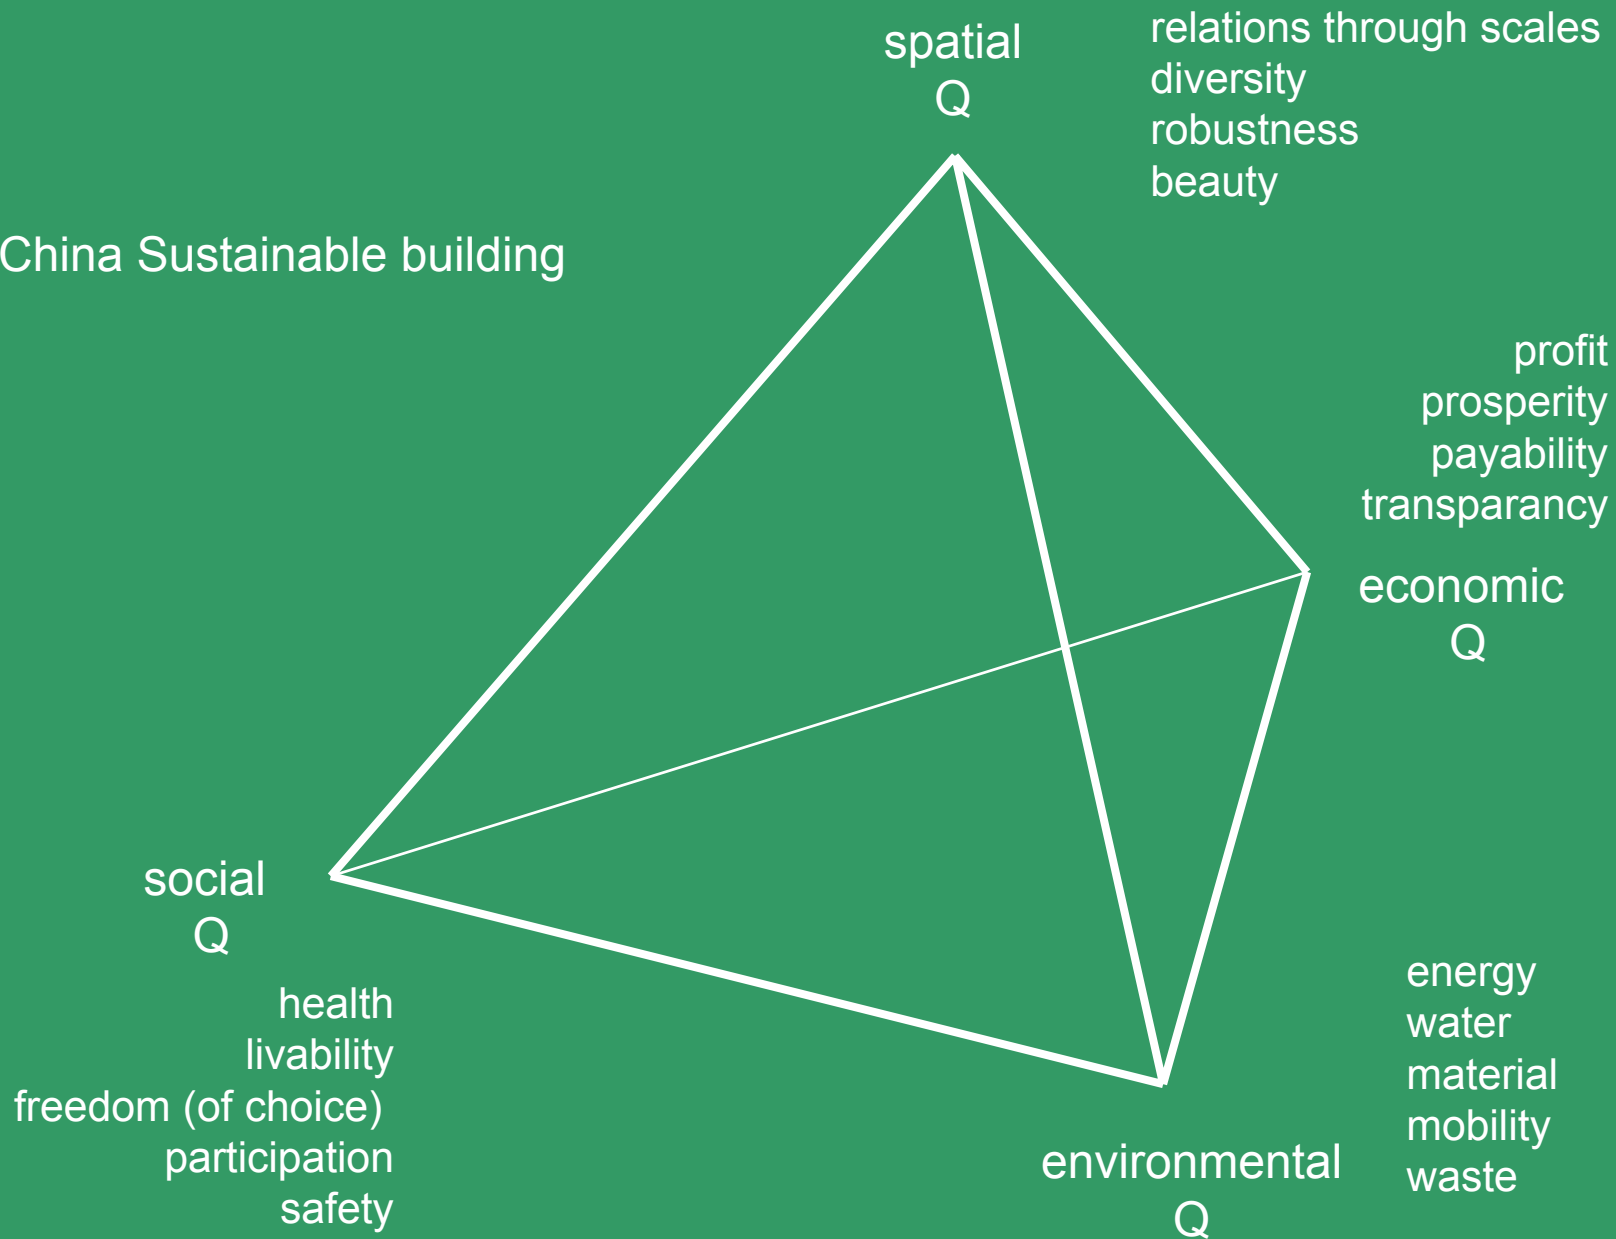 spatial
Q
relations through scales
diversity
robustness
beauty
China Sustainable building
profit
prosperity
payability
transparancy
economic
Q
social
Q
health
livability
freedom (of choice)
participation
safety
energy
water
material
mobility
waste
environmental
Q